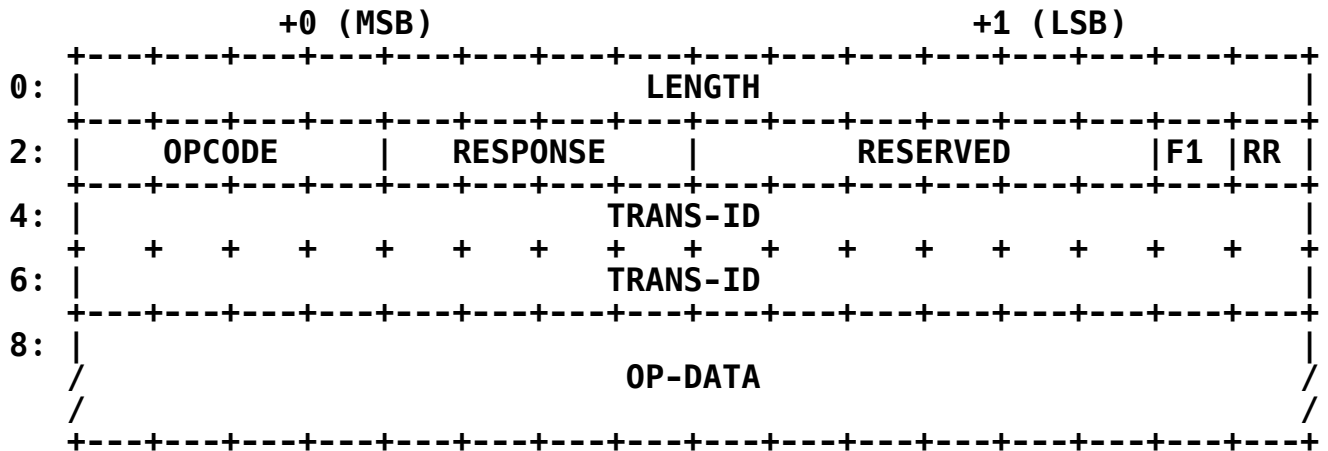 +0 (MSB) +1 (LSB)
+---+---+---+---+---+---+---+---+---+---+---+---+---+---+---+---+
0: | LENGTH |
+---+---+---+---+---+---+---+---+---+---+---+---+---+---+---+---+
2: | OPCODE | RESPONSE | RESERVED |F1 |RR |
+---+---+---+---+---+---+---+---+---+---+---+---+---+---+---+---+
4: | TRANS-ID |
+ + + + + + + + + + + + + + + + +
6: | TRANS-ID |
+---+---+---+---+---+---+---+---+---+---+---+---+---+---+---+---+
8: | |
/ OP-DATA /
/ /
+---+---+---+---+---+---+---+---+---+---+---+---+---+---+---+---+